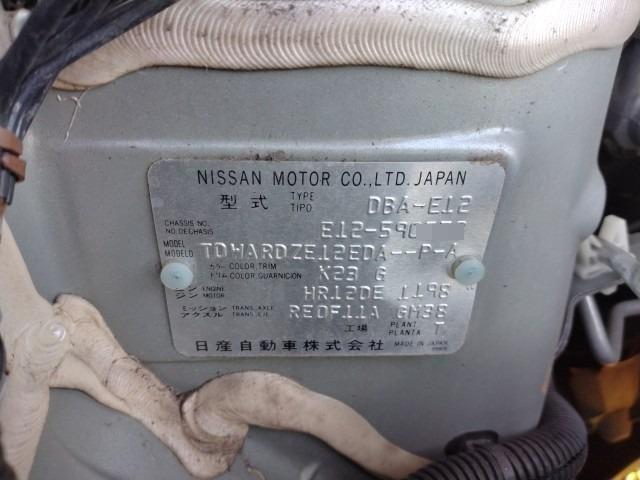 NISSAN MOTOR CO.,LTD. JAPAN
型式 TYPE TIPO DBA-E12
CHASSIS NO. NO.DECHASIS E12-590
MODEL MODELO TDWARDZE12EDA--P-A
カラー COLOR,TRIM
トリム COLOR,GUARNICION K23 G
エンジン ENGINE MOTOR HR12DE 1198
ミッション TRANS.,AXLE
アクスル TRANS.,EJE RE0F11A GM38
工場 PLANT PLANTA T
日産自動車株式会社 MADE IN JAPAN